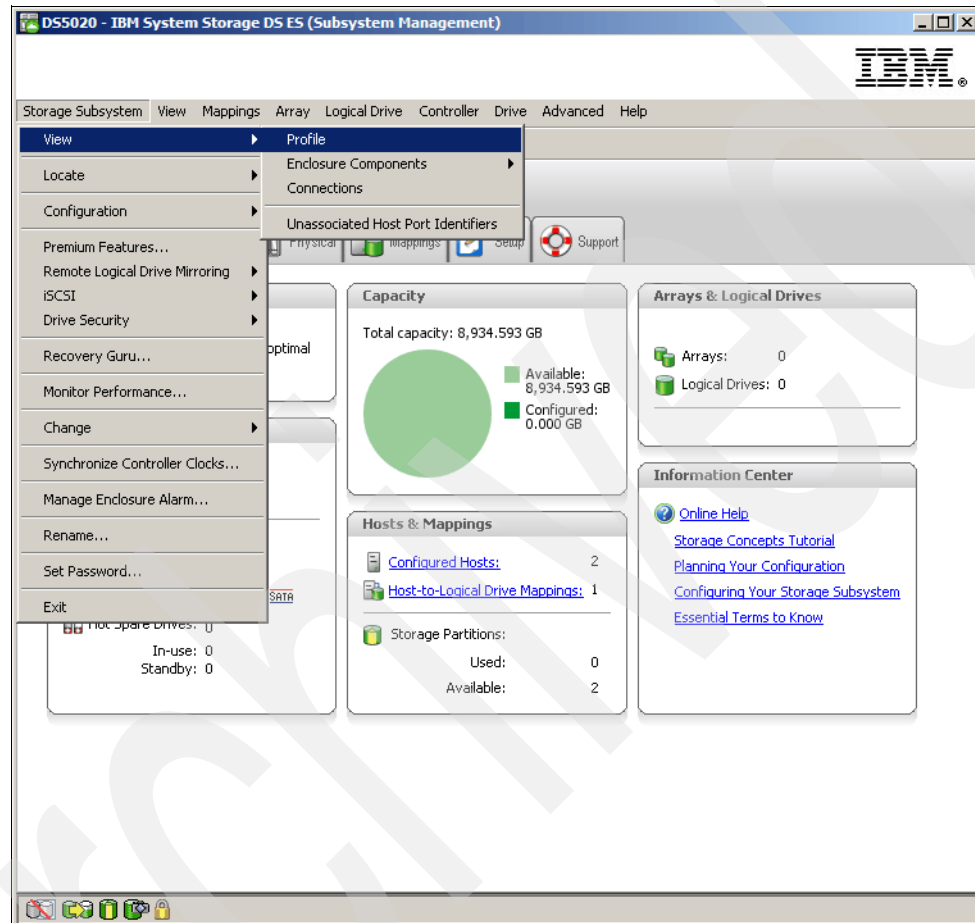 DS5020 - IBM System Storage DS ES (Subsystem Management)
IBM®
Storage Subsystem View Mappings Array Logical Drive Controller Drive Advanced Help
View
Locate
Configuration
Premium Features...
Remote Logical Drive Mirroring
iSCSI
Drive Security
Recovery Guru...
Monitor Performance...
Change
Synchronize Controller Clocks...
Manage Enclosure Alarm...
Rename...
Set Password...
Exit
Profile
Enclosure Components
Connections
Unassociated Host Port Identifiers
Physical Mappings Setup Support
optimal
SATA
Hot Spare Drives: 0
In-use: 0
Standby: 0
Capacity
Total capacity: 8,934.593 GB
Available:
8,934.593 GB
Configured:
0.000 GB
Hosts & Mappings
Configured Hosts: 2
Host-to-Logical Drive Mappings: 1
Storage Partitions:
Used: 0
Available: 2
Arrays & Logical Drives
Arrays: 0
Logical Drives: 0
Information Center
Online Help
Storage Concepts Tutorial
Planning Your Configuration
Configuring Your Storage Subsystem
Essential Terms to Know